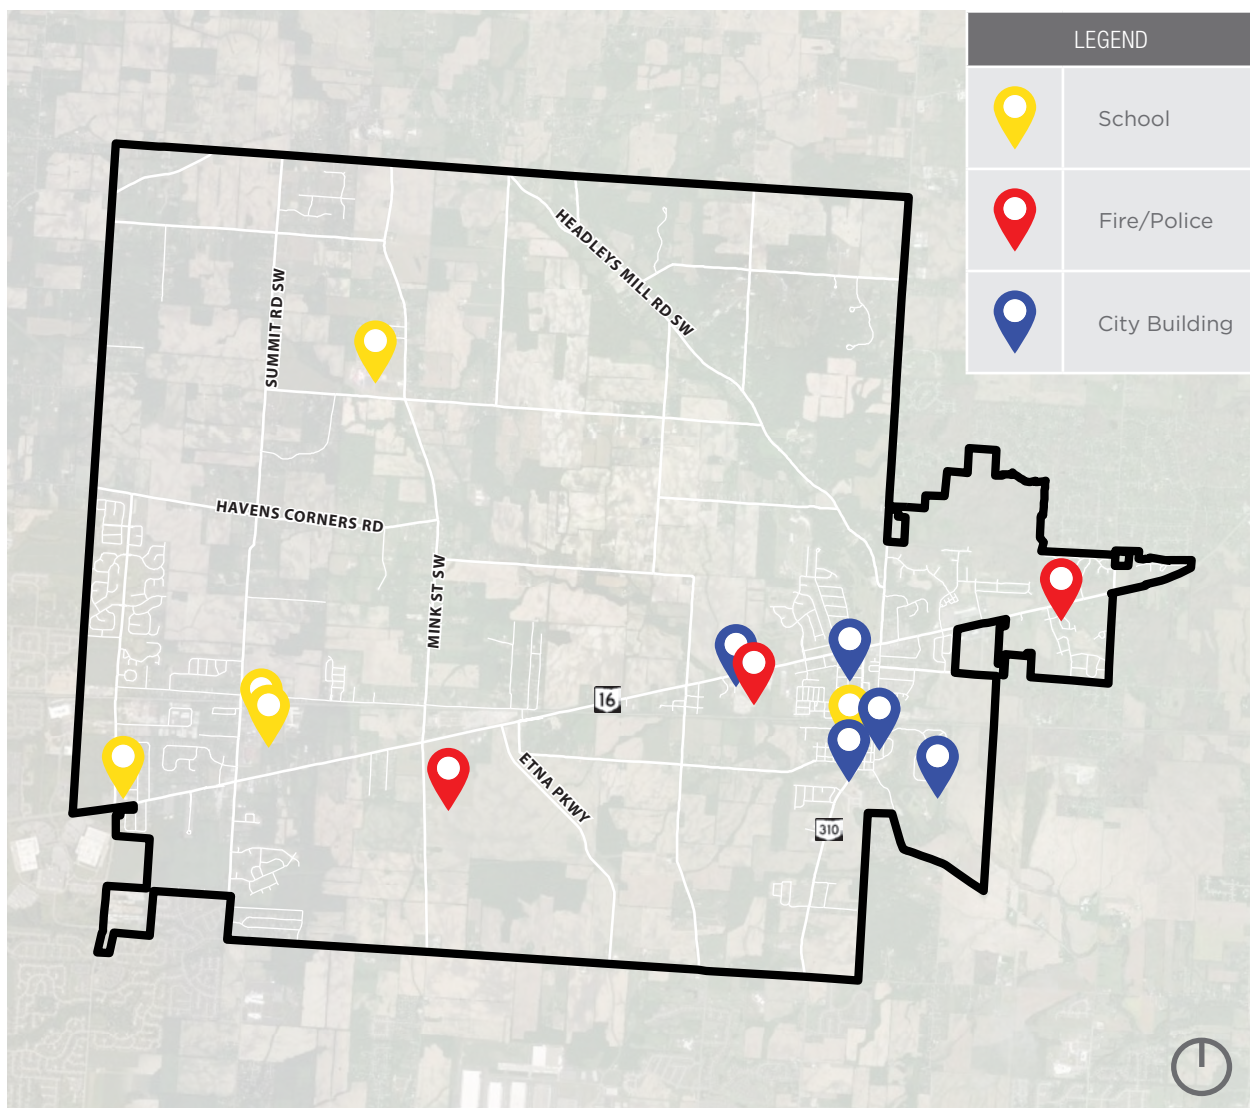 LEGEND
School
Fire/Police
City Building
HEADLEYS MILL RD SW
SUMMIT RD SW
HAVENS CORNERS RD
MINK ST SW
16
ETNA PKWY
310